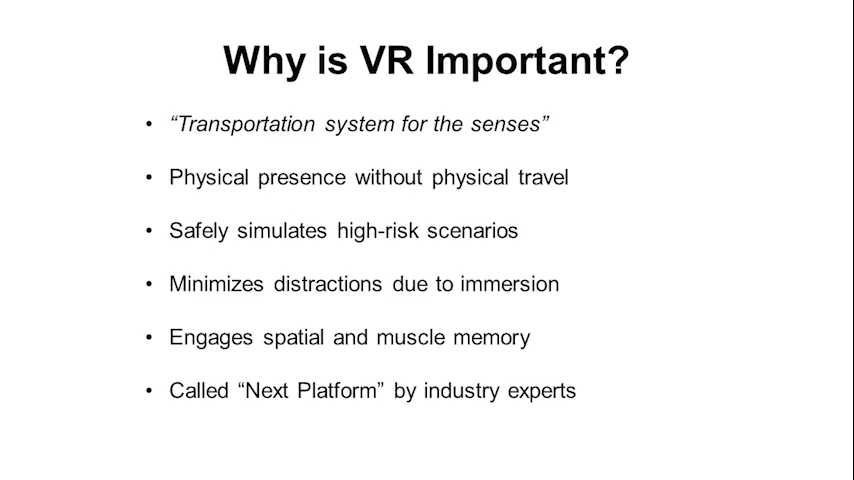 Why is VR Important?
• “Transportation system for the senses”
• Physical presence without physical travel
• Safely simulates high-risk scenarios
• Minimizes distractions due to immersion
• Engages spatial and muscle memory
• Called “Next Platform” by industry experts